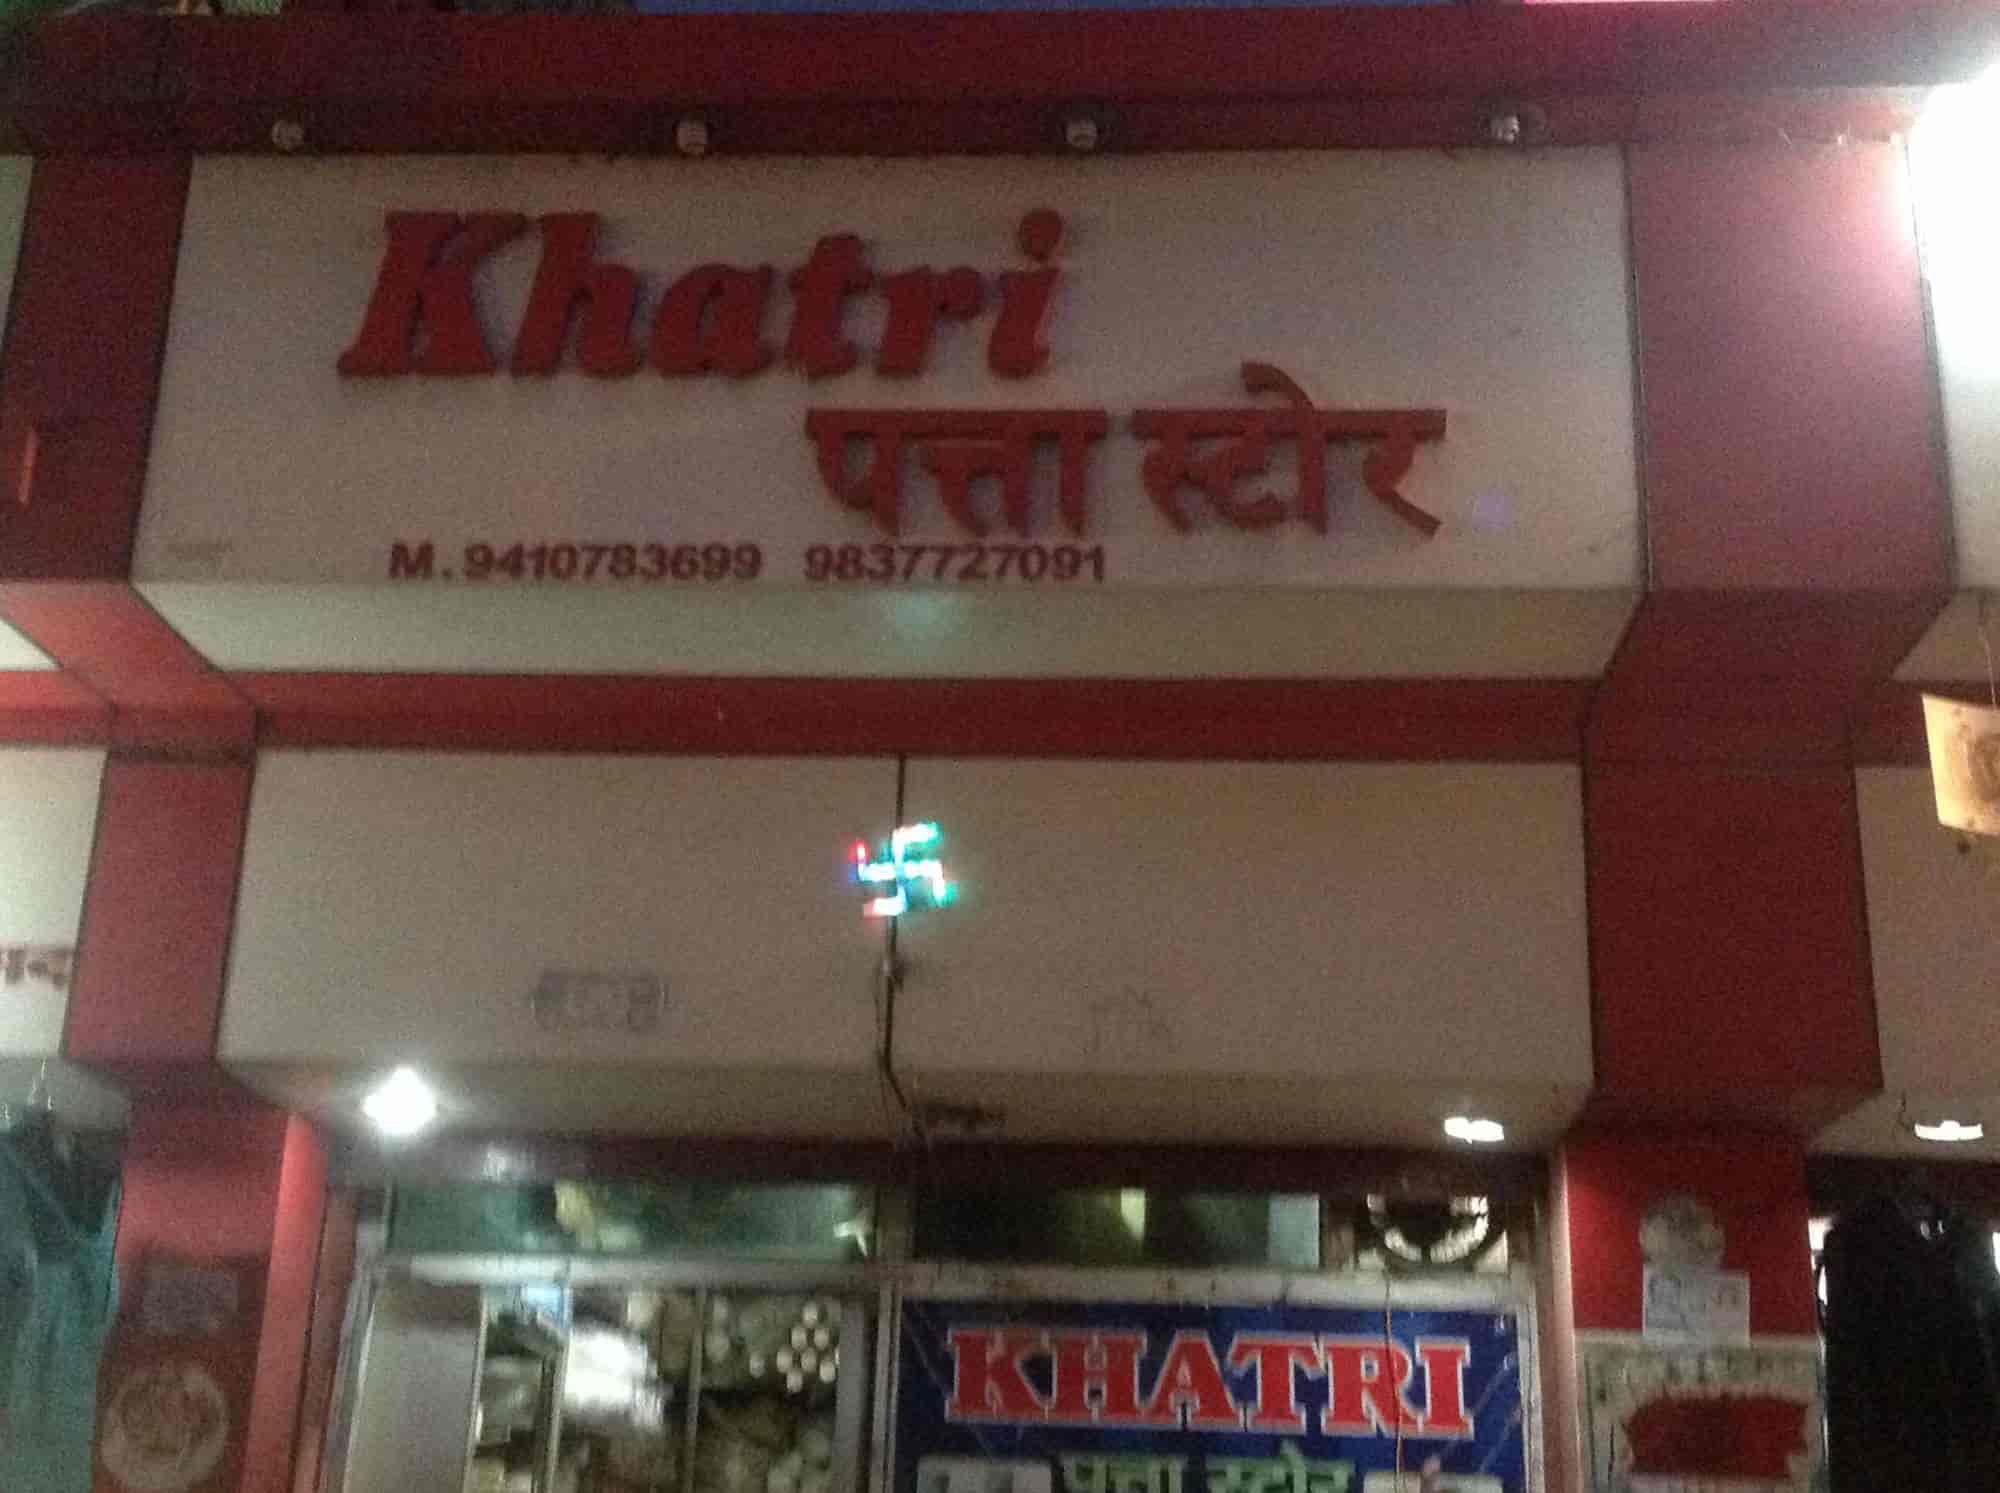 Khatri
पत्ता स्टोर
M. 9410783699 9837727091
KHATRI
पत्ता स्टोर